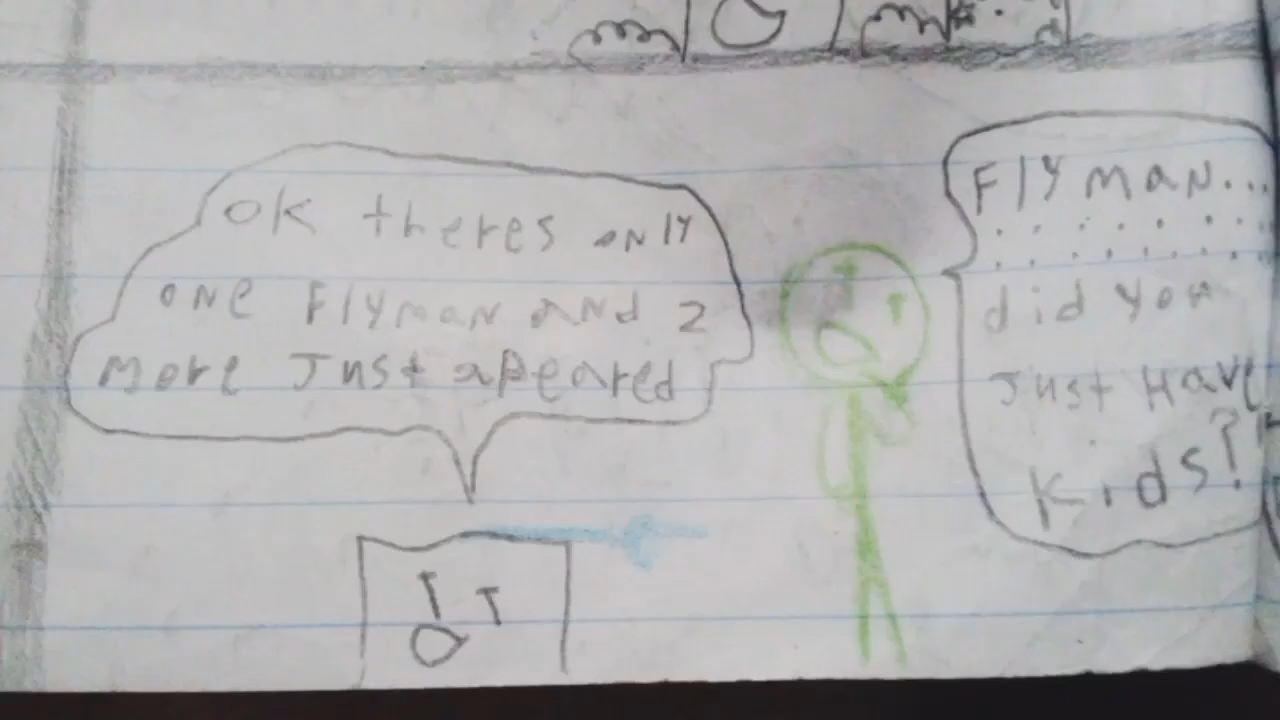 OK theres only
one Flyman and 2
more Just apeared
Flyman...
..........
did you
Just Have
Kids?